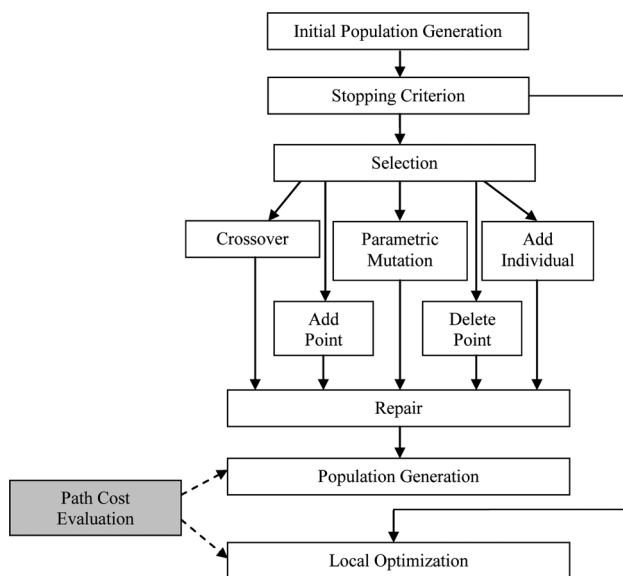 Initial Population Generation
Stopping Criterion
Selection
Crossover
Parametric
Mutation
Add
Individual
Add
Point
Delete
Point
Repair
Population Generation
Path Cost
Evaluation
Local Optimization